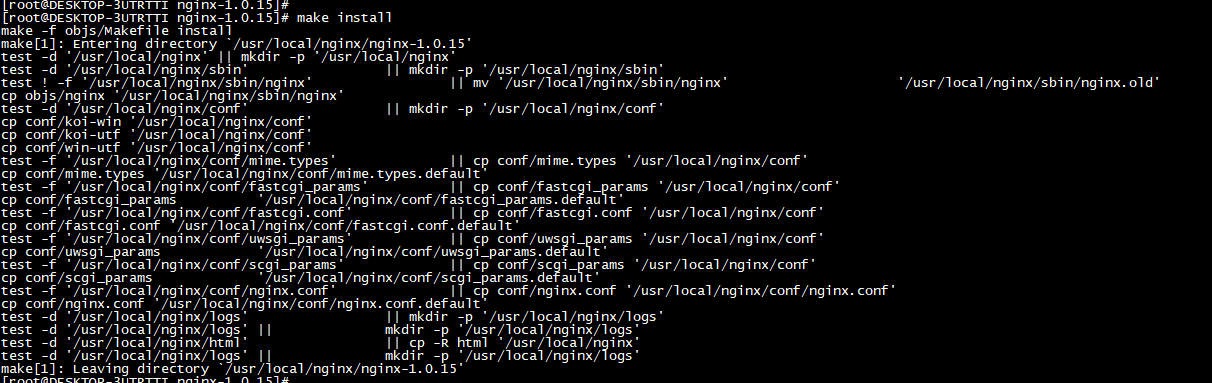 [root@DESKTOP-3UTRTTI nginx-1.0.15]#
[root@DESKTOP-3UTRTTI nginx-1.0.15]# make install
make -f objs/Makefile install
make[1]: Entering directory `/usr/local/nginx/nginx-1.0.15'
test -d '/usr/local/nginx' || mkdir -p '/usr/local/nginx'
test -d '/usr/local/nginx/sbin' || mkdir -p '/usr/local/nginx/sbin'
test ! -f '/usr/local/nginx/sbin/nginx' || mv '/usr/local/nginx/sbin/nginx' '/usr/local/nginx/sbin/nginx.old'
cp objs/nginx '/usr/local/nginx/sbin/nginx'
test -d '/usr/local/nginx/conf' || mkdir -p '/usr/local/nginx/conf'
cp conf/koi-win '/usr/local/nginx/conf'
cp conf/koi-utf '/usr/local/nginx/conf'
cp conf/win-utf '/usr/local/nginx/conf'
test -f '/usr/local/nginx/conf/mime.types' || cp conf/mime.types '/usr/local/nginx/conf'
cp conf/mime.types '/usr/local/nginx/conf/mime.types.default'
test -f '/usr/local/nginx/conf/fastcgi_params' || cp conf/fastcgi_params '/usr/local/nginx/conf'
cp conf/fastcgi_params '/usr/local/nginx/conf/fastcgi_params.default'
test -f '/usr/local/nginx/conf/fastcgi.conf' || cp conf/fastcgi.conf '/usr/local/nginx/conf'
cp conf/fastcgi.conf '/usr/local/nginx/conf/fastcgi.conf.default'
test -f '/usr/local/nginx/conf/uwsgi_params' || cp conf/uwsgi_params '/usr/local/nginx/conf'
cp conf/uwsgi_params '/usr/local/nginx/conf/uwsgi_params.default'
test -f '/usr/local/nginx/conf/scgi_params' || cp conf/scgi_params '/usr/local/nginx/conf'
cp conf/scgi_params '/usr/local/nginx/conf/scgi_params.default'
test -f '/usr/local/nginx/conf/nginx.conf' || cp conf/nginx.conf '/usr/local/nginx/conf/nginx.conf'
cp conf/nginx.conf '/usr/local/nginx/conf/nginx.conf.default'
test -d '/usr/local/nginx/logs' || mkdir -p '/usr/local/nginx/logs'
test -d '/usr/local/nginx/logs' || mkdir -p '/usr/local/nginx/logs'
test -d '/usr/local/nginx/html' || cp -R html '/usr/local/nginx'
test -d '/usr/local/nginx/logs' || mkdir -p '/usr/local/nginx/logs'
make[1]: Leaving directory `/usr/local/nginx/nginx-1.0.15'
[root@DESKTOP-3UTRTTI nginx-1.0.15]#